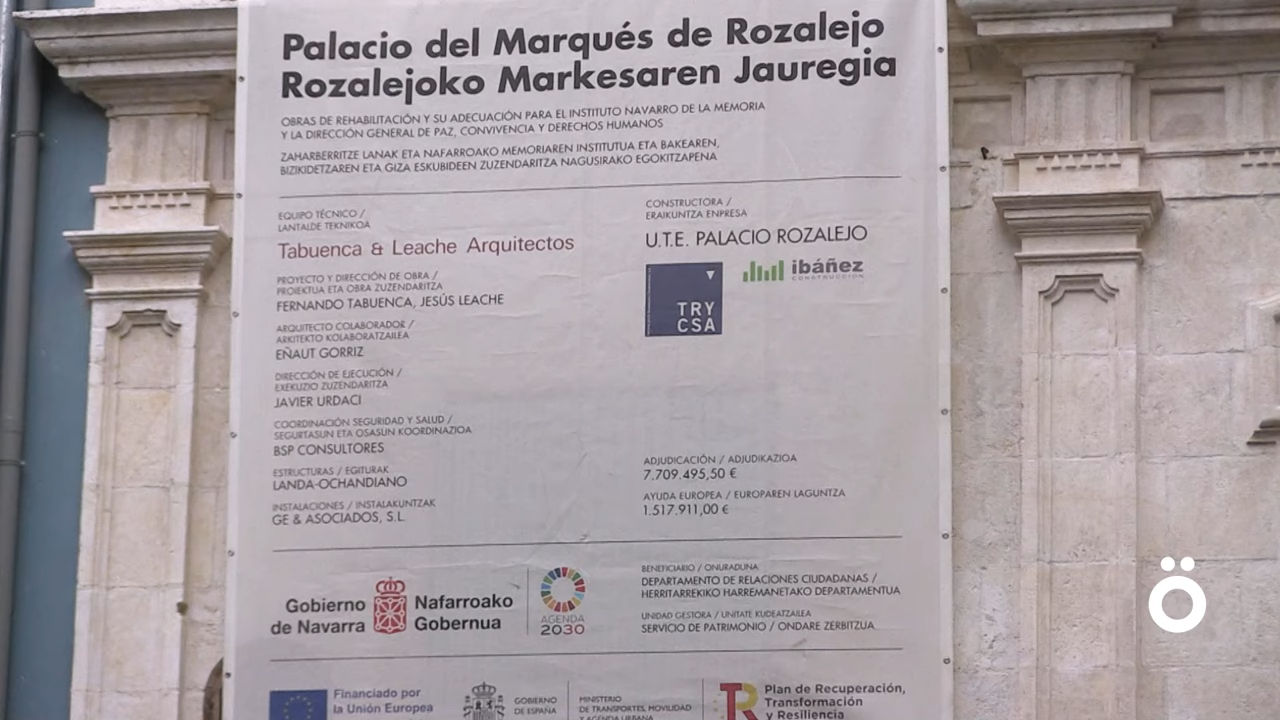 Palacio del Marqués de Rozalejo
Rozalejoko Markesaren Jauregia
OBRAS DE REHABILITACIÓN Y SU ADECUACIÓN PARA EL INSTITUTO NAVARRO DE LA MEMORIA
Y LA DIRECCIÓN GENERAL DE PAZ, CONVIVENCIA Y DERECHOS HUMANOS
ZAHARBERRITZE LANAK ETA NAFARROAKO MEMORIAREN INSTITUTUA ETA BAKEAREN,
BIZIKIDETZAREN ETA GIZA ESKUBIDEEN ZUZENDARITZA NAGUSIRAKO EGOKITZAPENA
EQUIPO TÉCNICO /
LANTALDE TEKNIKOA
Tabuenca & Leache Arquitectos
PROYECTO Y DIRECCIÓN DE OBRA /
PROIEKTUA ETA OBRA ZUZENDARITZA
FERNANDO TABUENCA, JESÚS LEACHE
ARQUITECTO COLABORADOR /
ARKITEKTO KOLABORATZAILEA
EÑAUT GORRIZ
DIRECCIÓN DE EJECUCIÓN /
EXEKUZIO ZUZENDARITZA
JAVIER URDACI
COORDINACIÓN SEGURIDAD Y SALUD /
SEGURTASUN ETA OSASUN KOORDINAZIOA
BSP CONSULTORES
ESTRUCTURAS / EGITURAK
LANDA-OCHANDIANO
INSTALACIONES / INSTALAKUNTZAK
GE & ASOCIADOS, S.L.
CONSTRUCTORA /
ERAIKUNTZA ENPRESA
U.T.E. PALACIO ROZALEJO
TRY
CSA
ibáñez
CONSTRUCCIÓN
ADJUDICACIÓN / ADJUDIKAZIOA
7.709.495,50 €
AYUDA EUROPEA / EUROPAREN LAGUNTZA
1.517.911,00 €
Gobierno
de Navarra
Nafarroako
Gobernua
AGENDA
2030
BENEFICIARIO / ONURADUNA
DEPARTAMENTO DE RELACIONES CIUDADANAS /
HERRITARREKIKO HARREMANETAKO DEPARTAMENTUA
UNIDAD GESTORA / UNITATE KUDEATZAILEA
SERVICIO DE PATRIMONIO / ONDARE ZERBITZUA
Financiado por
la Unión Europea
GOBIERNO
DE ESPAÑA
MINISTERIO
DE TRANSPORTES, MOVILIDAD
Y AGENDA URBANA
TR
Plan de Recuperación,
Transformación
y Resiliencia
Ö